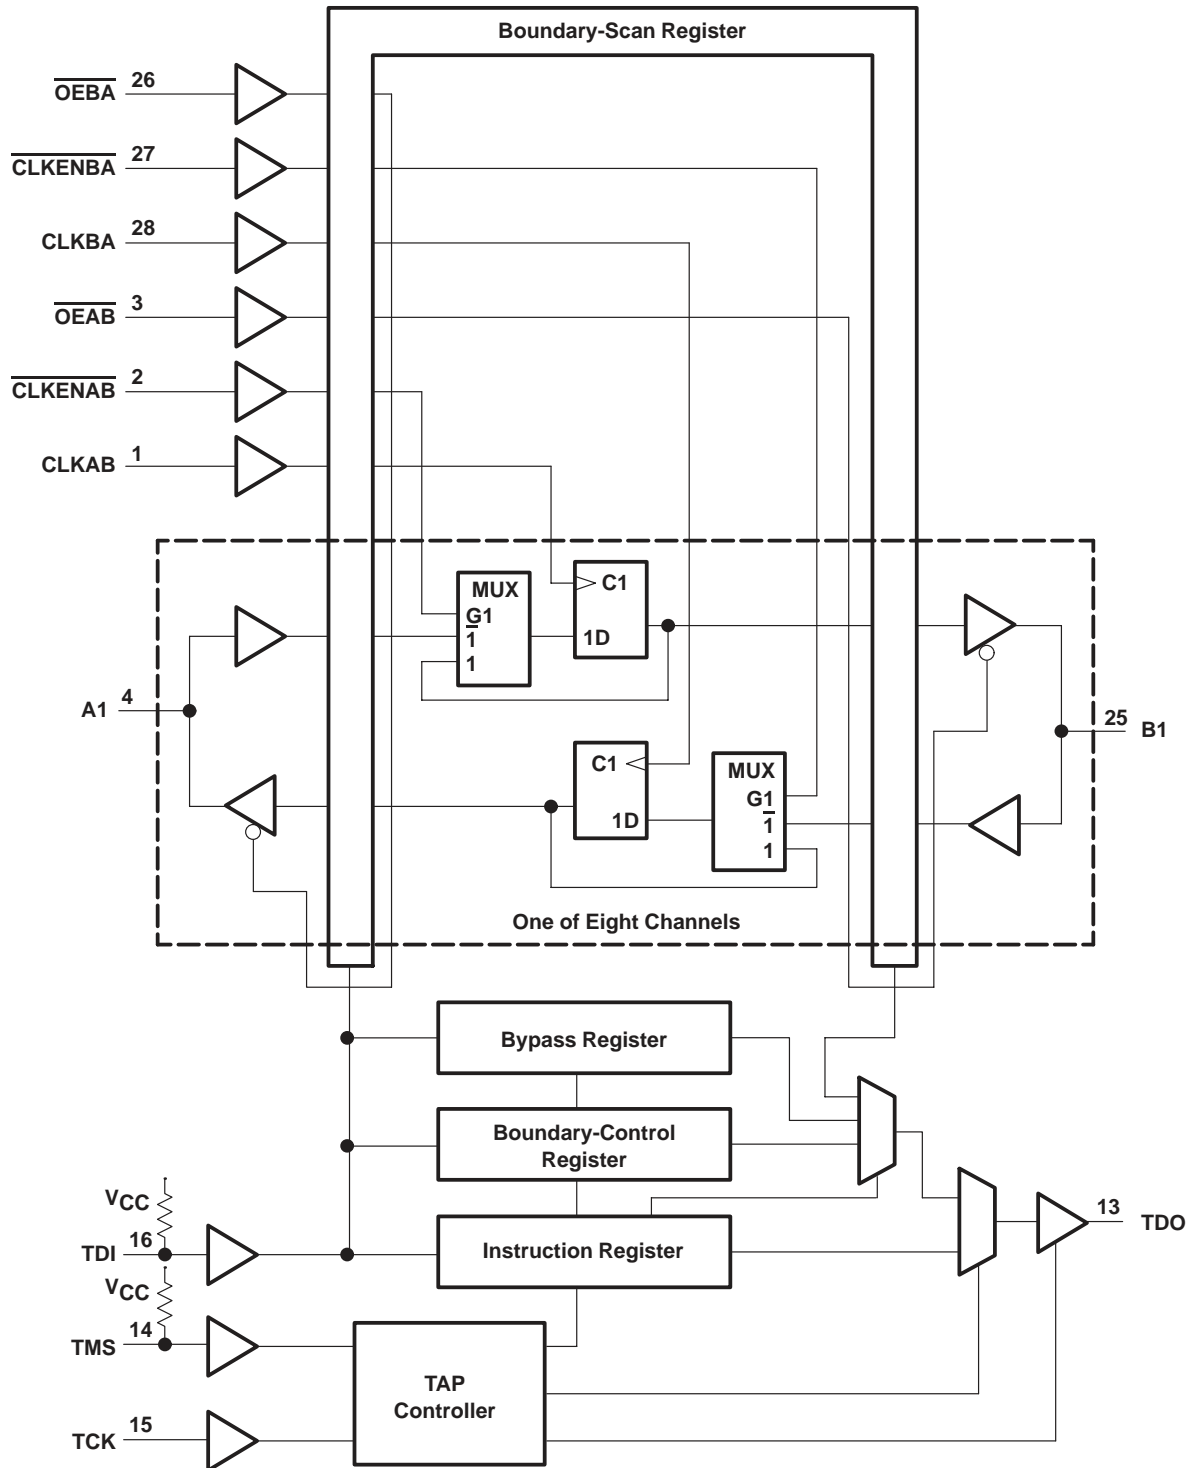 Boundary-Scan Register
OEBA 26
CLKENBA 27
CLKBA 28
OEAB 3
CLKENAB 2
CLKAB 1
MUX
G1
1
1
C1
1D
A1 4
25 B1
C1
1D
MUX
G1
1
1
One of Eight Channels
Bypass Register
Boundary-Control
Register
VCC
TDI 16
Instruction Register
13 TDO
VCC
TMS 14
TAP
Controller
TCK 15